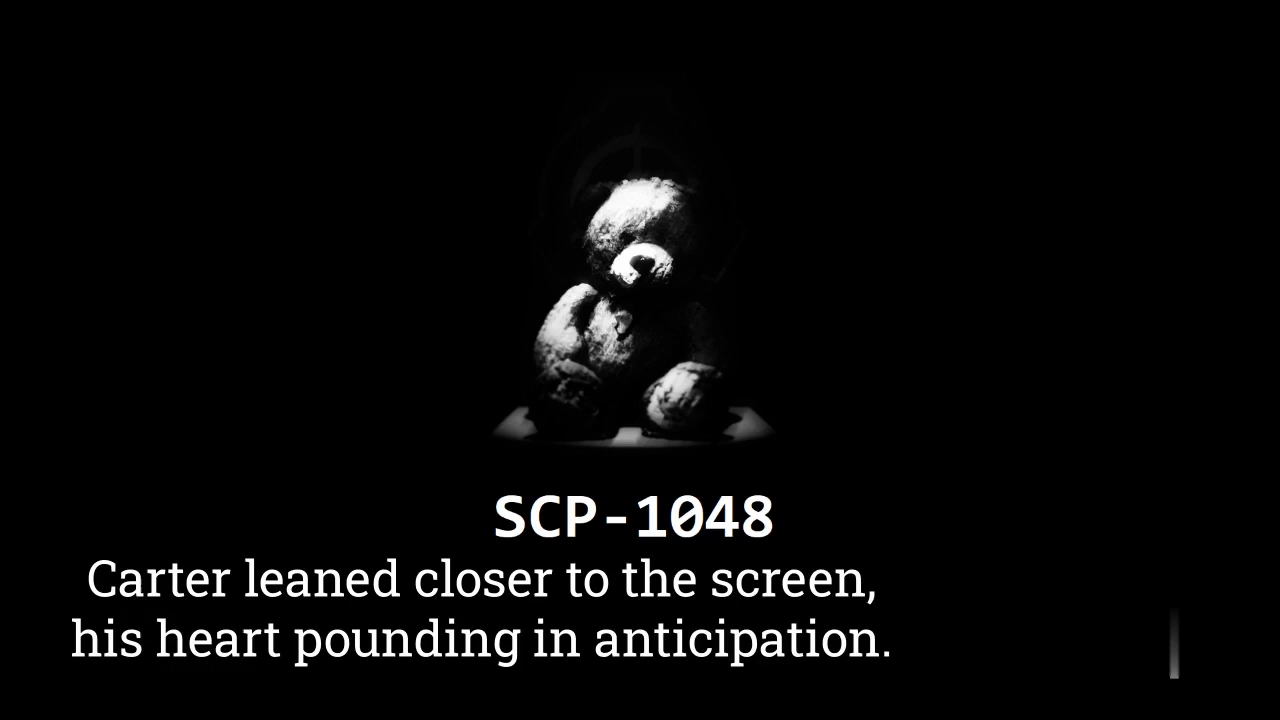 SCP-1048
Carter leaned closer to the screen,
his heart pounding in anticipation.